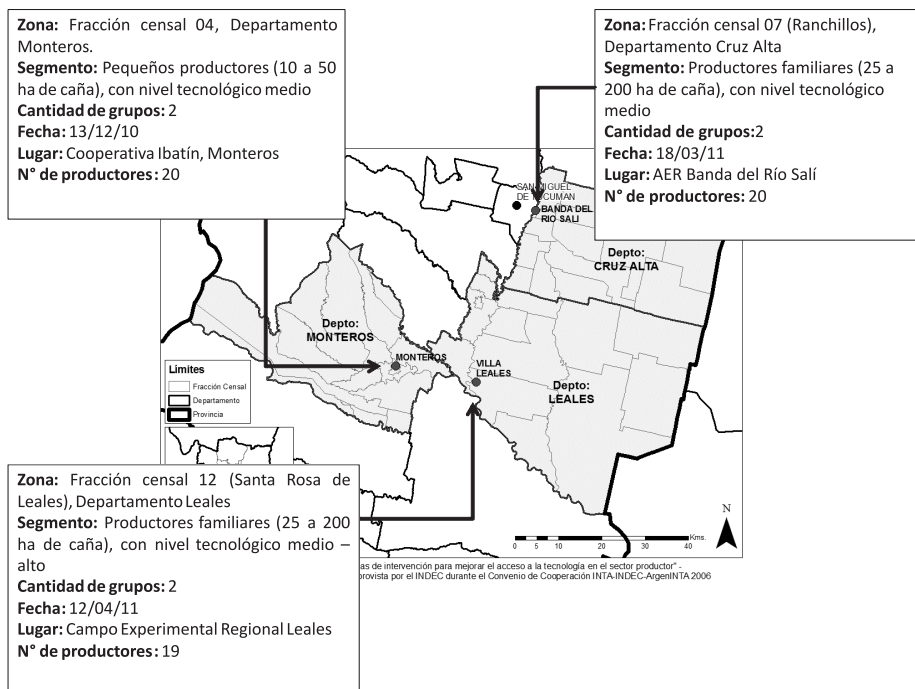 Zona: Fracción censal 04, Departamento
Monteros.
Segmento: Pequeños productores (10 a 50
ha de caña), con nivel tecnológico medio
Cantidad de grupos: 2
Fecha: 13/12/10
Lugar: Cooperativa Ibatín, Monteros
N° de productores: 20
Zona: Fracción censal 07 (Ranchillos),
Departamento Cruz Alta
Segmento: Productores familiares (25 a
200 ha de caña), con nivel tecnológico
medio
Cantidad de grupos:2
Fecha: 18/03/11
Lugar: AER Banda del Río Salí
N° de productores: 20
SAN MIGUEL
DE TUCUMAN
BANDA DEL
RIO SALI
Depto:
CRUZ ALTA
Depto:
MONTEROS
MONTEROS
VILLA
LEALES
Depto:
LEALES
Límites
Fracción Censal
Departamento
Provincia
Zona: Fracción censal 12 (Santa Rosa de
Leales), Departamento Leales
Segmento: Productores familiares (25 a 200
ha de caña), con nivel tecnológico medio –
alto
Cantidad de grupos: 2
Fecha: 12/04/11
Lugar: Campo Experimental Regional Leales
N° de productores: 19
N
0 5 10 20 30 40 Kms.
as de intervención para mejorar el acceso a la tecnología en el sector productor" -
provista por el INDEC durante el Convenio de Cooperación INTA-INDEC-ArgenINTA 2006